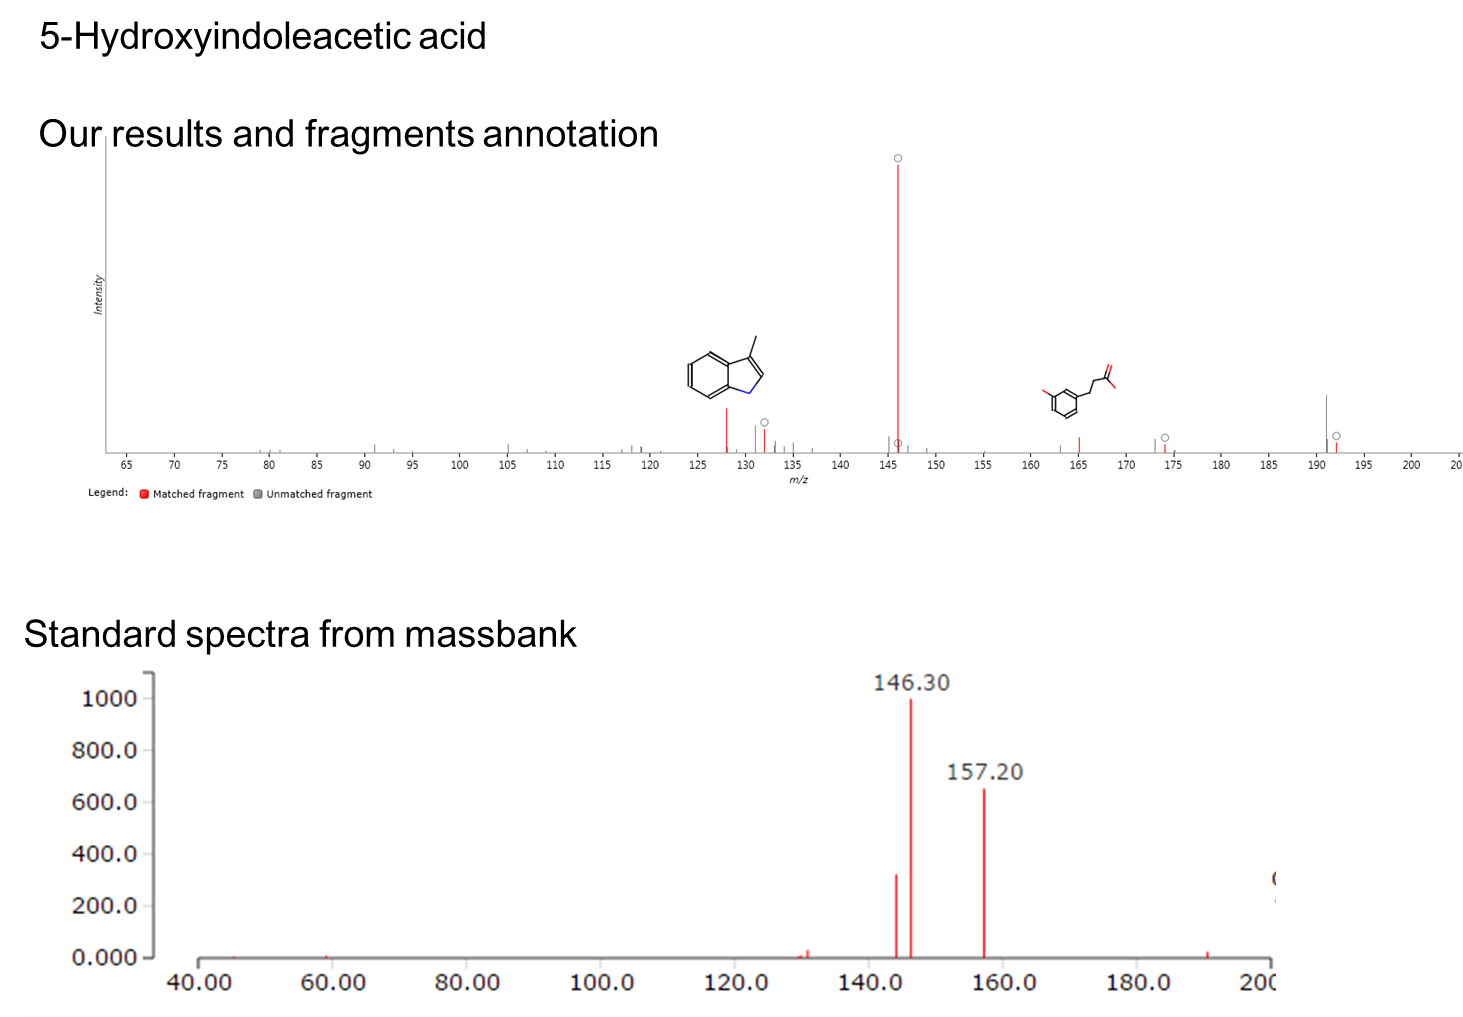 5-Hydroxyindoleacetic acid
Our results and fragments annotation
Intensity
65 70 75 80 85 90 95 100 105 110 115 120 125 130 135 140 145 150 155 160 165 170 175 180 185 190 195 200 20
m/z
Legend: Matched fragment Unmatched fragment
Standard spectra from massbank
146.30
1000
157.20
800.0
600.0
400.0
200.0
0.000
40.00 60.00 80.00 100.0 120.0 140.0 160.0 180.0 200